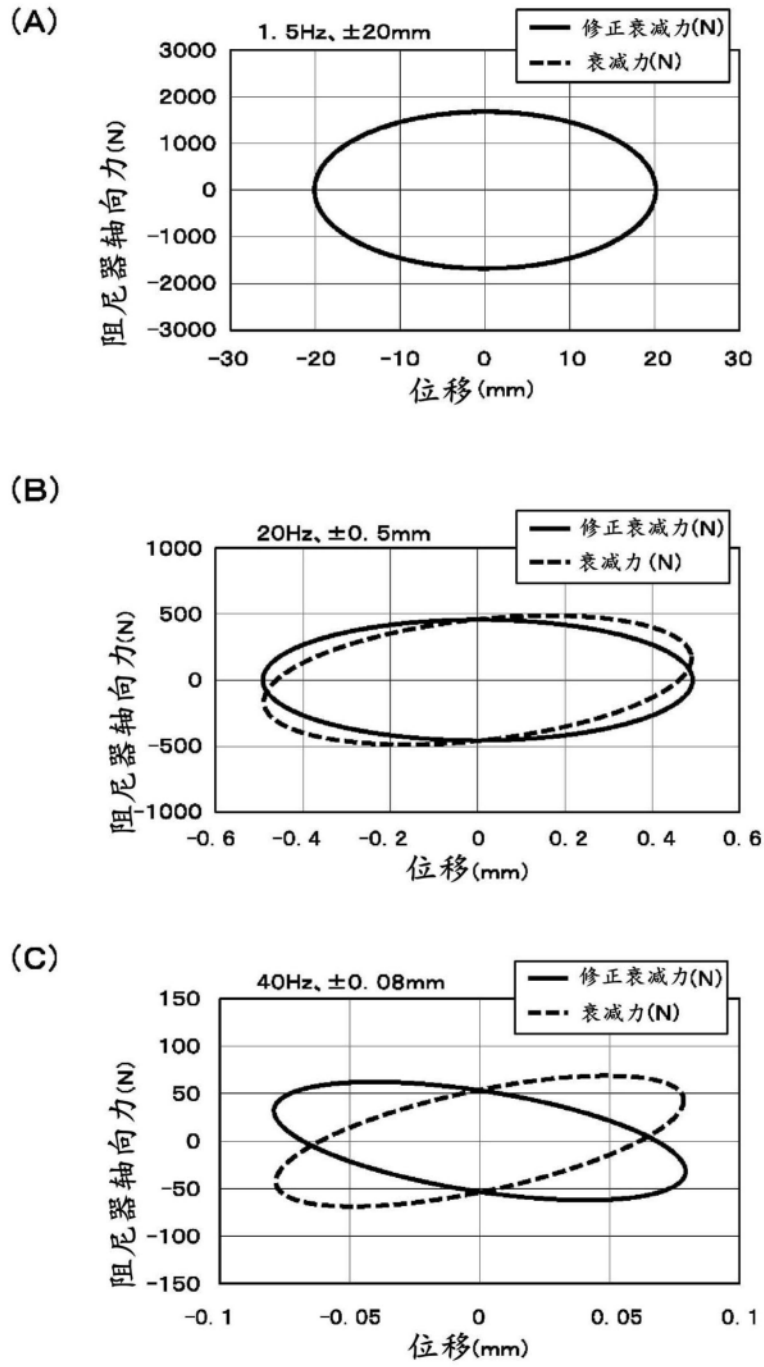 (A)
1. 5Hz、±20mm
修正衰减力(N)
衰减力(N)
3000
2000
1000
0
-1000
-2000
-3000
阻尼器轴向力(N)
-30 -20 -10 0 10 20 30
位移(mm)
(B)
20Hz、±0. 5mm
修正衰减力(N)
衰减力(N)
1000
500
0
-500
-1000
阻尼器轴向力(N)
-0. 6 -0. 4 -0. 2 0 0. 2 0. 4 0. 6
位移(mm)
(C)
40Hz、±0. 08mm
修正衰减力(N)
衰减力(N)
150
100
50
0
-50
-100
-150
阻尼器轴向力(N)
-0. 1 -0. 05 0 0. 05 0. 1
位移(mm)